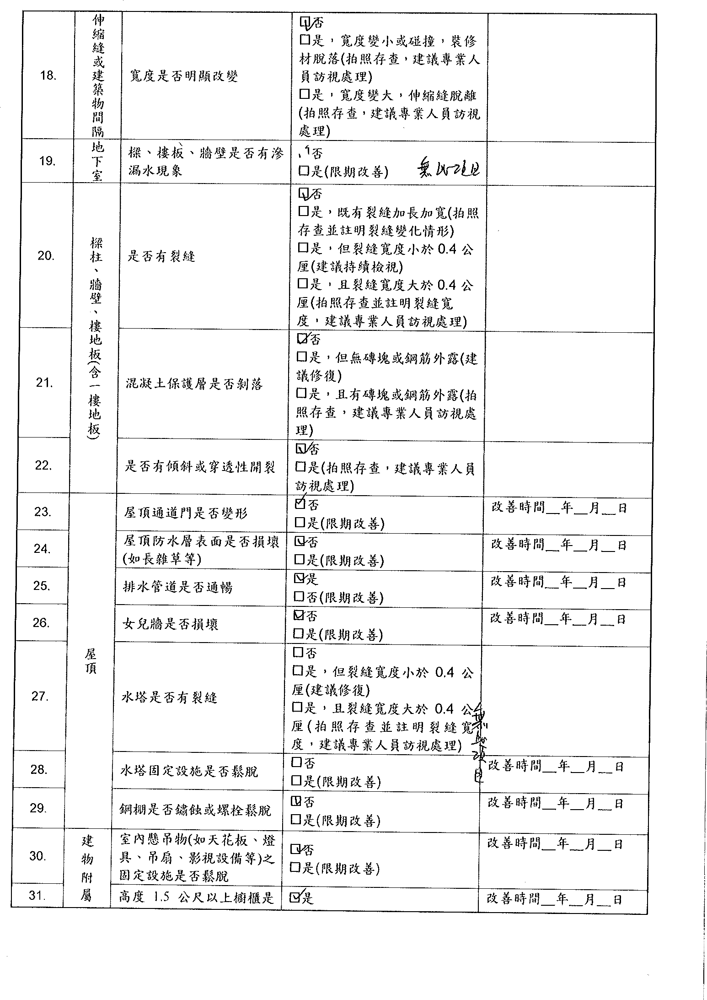 18.
伸縮縫或建築物間隔
寬度是否明顯改變
☑否
□是，寬度變小或碰撞，裝修
材脫落(拍照存查，建議專業人
員訪視處理)
□是，寬度變大，伸縮縫脫離
(拍照存查，建議專業人員訪視
處理)
19.
地下室
樑、樓板、牆壁是否有滲
漏水現象
否
□是(限期改善) 無此項目
20.
樑柱、牆壁、樓地板(含一樓地板)
是否有裂縫
☑否
□是，既有裂縫加長加寬(拍照
存查並註明裂縫變化情形)
□是，但裂縫寬度小於 0.4 公
厘(建議持續檢視)
□是，且裂縫寬度大於 0.4 公
厘(拍照存查並註明裂縫寬
度，建議專業人員訪視處理)
21.
混凝土保護層是否剝落
☑否
□是，但無磚塊或鋼筋外露(建
議修復)
□是，且有磚塊或鋼筋外露(拍
照存查，建議專業人員訪視處
理)
22.
是否有傾斜或穿透性開裂
☑否
□是(拍照存查，建議專業人員
訪視處理)
23.
屋頂
屋頂通道門是否變形
☑否
□是(限期改善)
改善時間__年__月__日
24.
屋頂防水層表面是否損壞
(如長雜草等)
☑否
□是(限期改善)
改善時間__年__月__日
25.
排水管道是否通暢
☑是
□否(限期改善)
改善時間__年__月__日
26.
女兒牆是否損壞
☑否
□是(限期改善)
改善時間__年__月__日
27.
水塔是否有裂縫
□否
□是，但裂縫寬度小於 0.4 公
厘(建議修復)
□是，且裂縫寬度大於 0.4 公
厘(拍照存查並註明裂縫寬
度，建議專業人員訪視處理)
無此項目
28.
水塔固定設施是否鬆脫
□否
□是(限期改善)
改善時間__年__月__日
29.
鋼棚是否鏽蝕或螺栓鬆脫
☑否
□是(限期改善)
改善時間__年__月__日
30.
建物附屬
室內懸吊物(如天花板、燈
具、吊扇、影視設備等)之
固定設施是否鬆脫
☑否
□是(限期改善)
改善時間__年__月__日
31.
高度 1.5 公尺以上櫥櫃是
☑是
改善時間__年__月__日